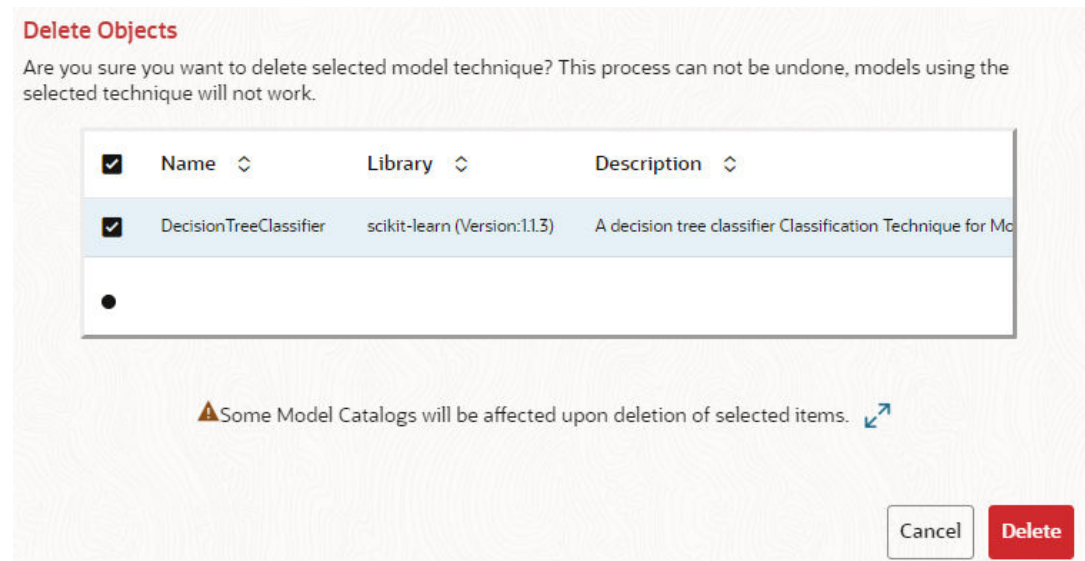 Delete Objects
Are you sure you want to delete selected model technique? This process can not be undone, models using the
selected technique will not work.
Name Library Description
DecisionTreeClassifier scikit-learn (Version:1.1.3) A decision tree classifier Classification Technique for Mo
Some Model Catalogs will be affected upon deletion of selected items.
Cancel Delete